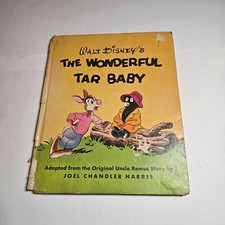 WALT DISNEY'S
THE WONDERFUL
TAR BABY
Adapted from the Original Uncle Remus Story by
JOEL CHANDLER HARRIS